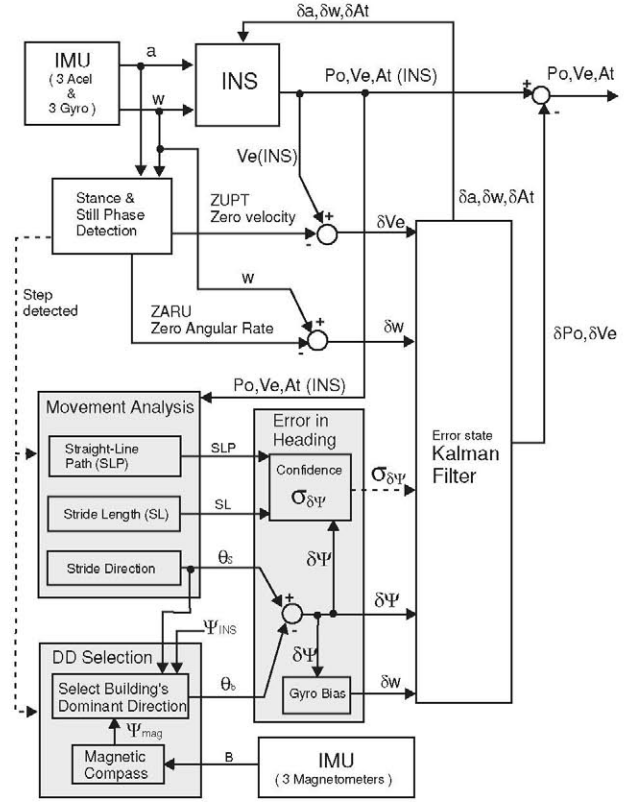 δa,δw,δAt
IMU
( 3 Acel
&
3 Gyro )
a
w
INS
Po,Ve,At (INS)
+
-
Po,Ve,At
Ve(INS)
δa,δw,δAt
Stance &
Still Phase
Detection
ZUPT
Zero velocity
+
-
δVe
Step
detected
w
ZARU
Zero Angular Rate
+
-
δw
δPo,δVe
Po,Ve,At (INS)
Movement Analysis
Straight-Line
Path (SLP)
SLP
Stride Length (SL)
SL
Stride Direction
θS
Error in
Heading
Confidence
σδΨ
σδΨ
Error state
Kalman
Filter
δΨ
+
-
δΨ
δΨ
Gyro Bias
δw
ΨINS
DD Selection
Select Building's
Dominant Direction
θb
Ψmag
Magnetic
Compass
B
IMU
( 3 Magnetometers )